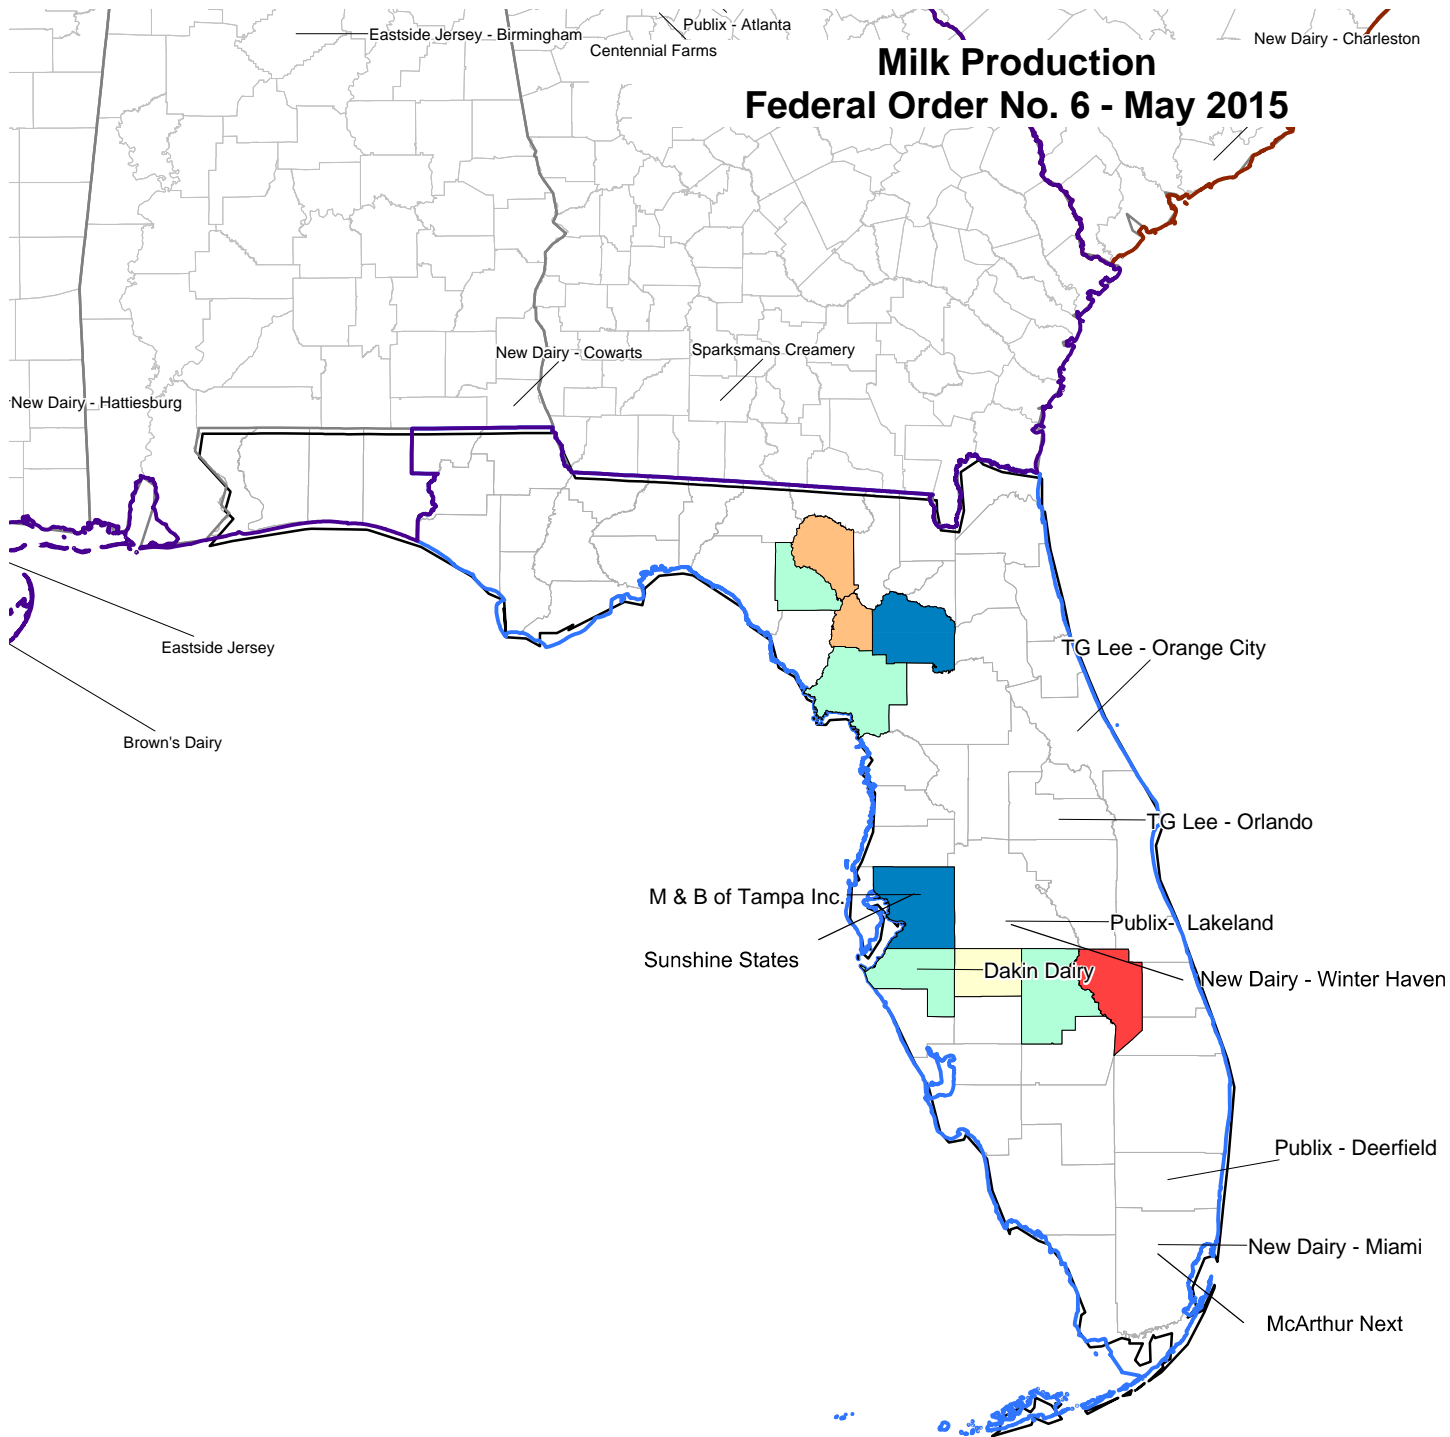 Publix - Atlanta
Eastside Jersey - Birmingham
New Dairy - Charleston
Centennial Farms
Milk Production
Federal Order No. 6 - May 2015
Sparksmans Creamery
New Dairy - Cowarts
New Dairy - Hattiesburg
Eastside Jersey
TG Lee - Orange City
Brown's Dairy
TG Lee - Orlando
M & B of Tampa Inc.
Publix- Lakeland
Sunshine States
Dakin Dairy
New Dairy - Winter Haven
Publix - Deerfield
New Dairy - Miami
McArthur Next